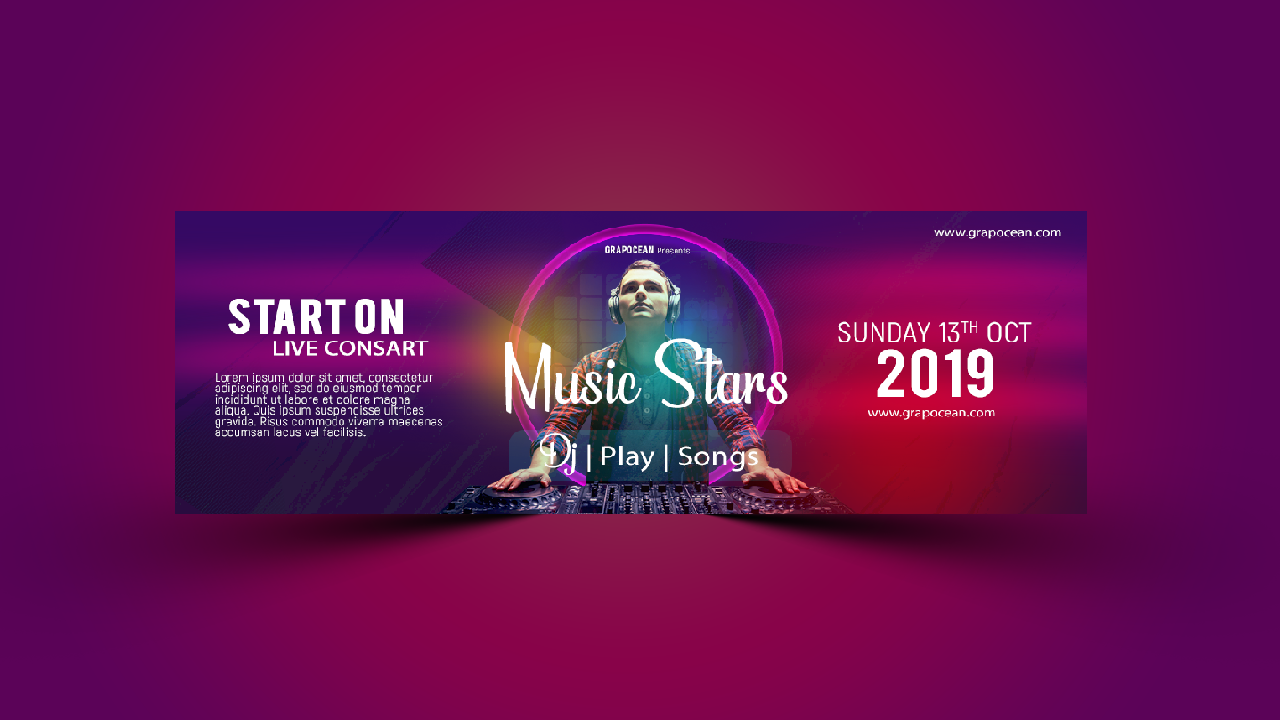 www.grapocean.com
GRAPOCEAN Presents
START ON
LIVE CONSART
Lorem ipsum dolor sit amet, consectetur
adipiscing elit, sed do eiusmod tempor
incididunt ut labore et colore magna
aliqua. Quis ipsum suspendisse ultrices
gravida. Risus commodo viverra maecenas
accumsan lacus vel facilisis.
Music Stars
Dj | Play | Songs
SUNDAY 13TH OCT
2019
www.grapocean.com